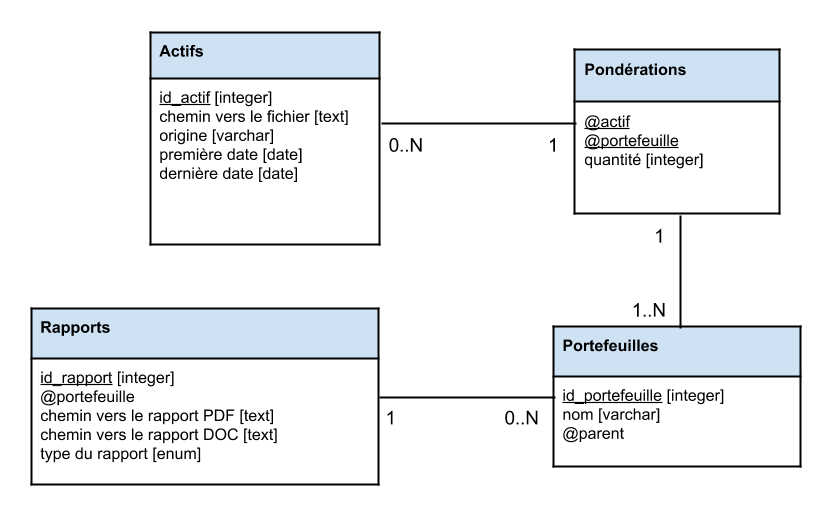 Actifs
id_actif [integer]
chemin vers le fichier [text]
origine [varchar]
première date [date]
dernière date [date]
0..N
1
Pondérations
@actif
@portefeuille
quantité [integer]
1
1..N
Rapports
id_rapport [integer]
@portefeuille
chemin vers le rapport PDF [text]
chemin vers le rapport DOC [text]
type du rapport [enum]
1
0..N
Portefeuilles
id_portefeuille [integer]
nom [varchar]
@parent